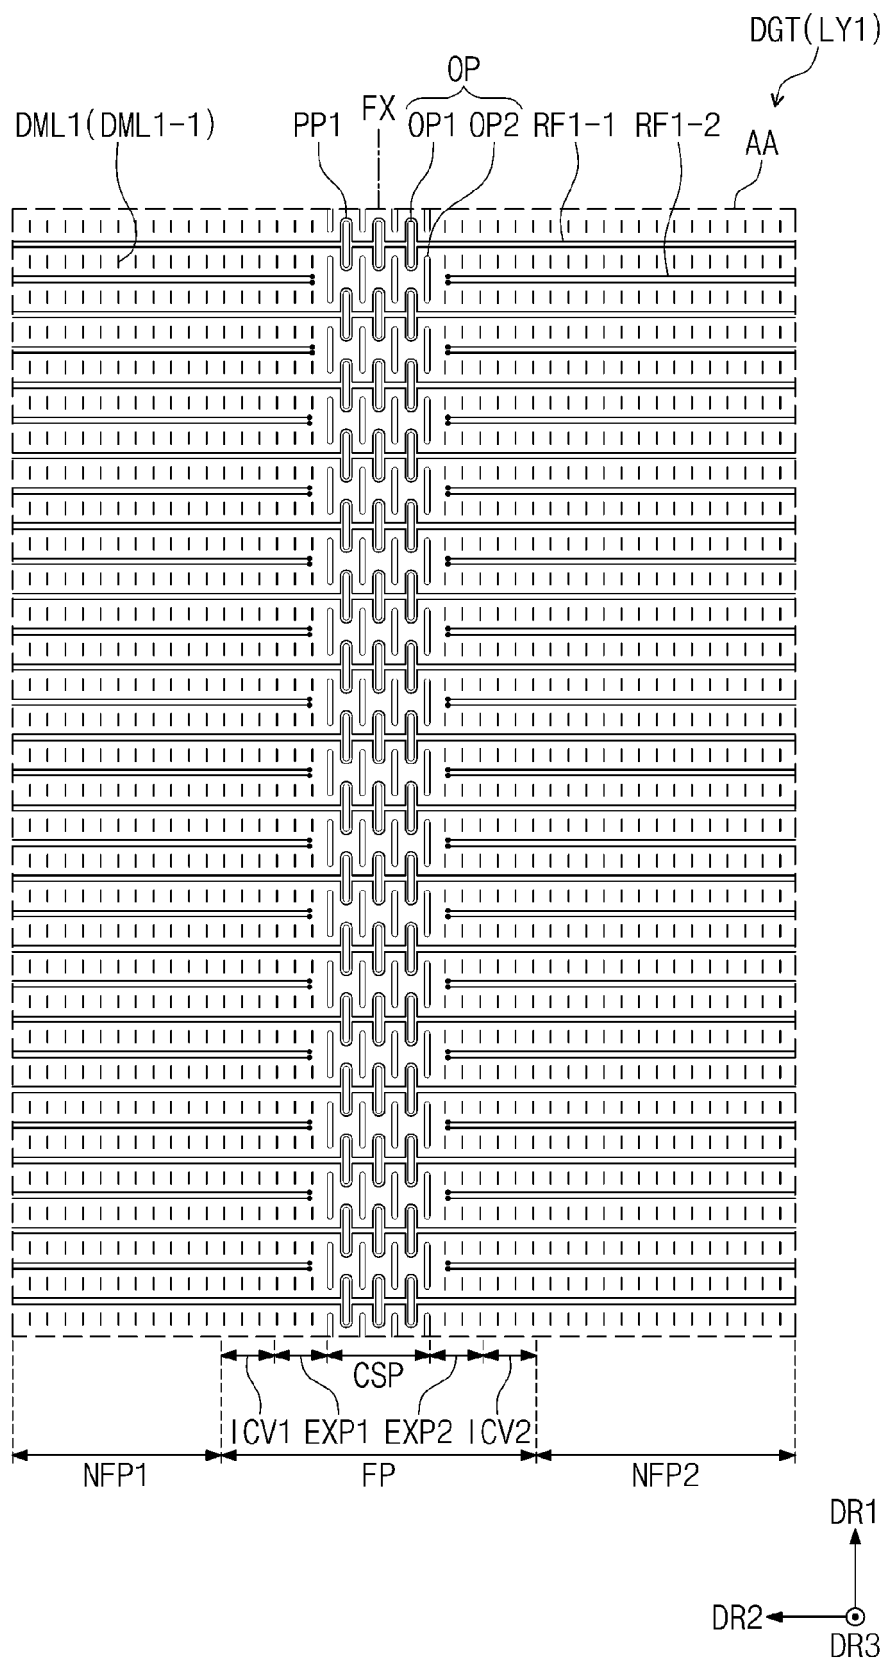 DGT(LY1)
OP
FX
DML1(DML1-1) PP1 OP1 OP2 RF1-1 RF1-2 AA
CSP
ICV1 EXP1 EXP2 ICV2
NFP1 FP NFP2
DR1
DR2
DR3